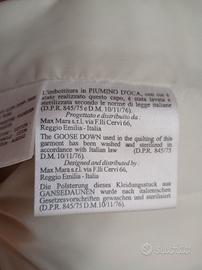 L'imbottitura in PIUMINO D'OCA, con cui è
stato realizzato questo capo, è stata lavata e
sterilizzata secondo le norme di legge italiane
(D.P.R. 845/75 e D.M. 10/11/76).
Progettato e distribuito da:
Max Mara s.r.l. via F.lli Cervi 66,
Reggio Emilia - Italia
The GOOSE DOWN used in the quilting of this
garment has been washed and sterilized in
accordance with Italian law (D.P.R. 845/75
D.M. 10/11/76).
Designed and distributed by
Max Mara s.r.l. via F.lli Cervi 66,
Reggio Emilia - Italia
Die Polsterung dieses Kleidungsstuck aus
GANSEDAUNEN wurde nach italienischen
Gesetzesvorschriften gewaschen und sterilisiert
(D.P.R. 845/75 D.M. 10/11/76).
subito